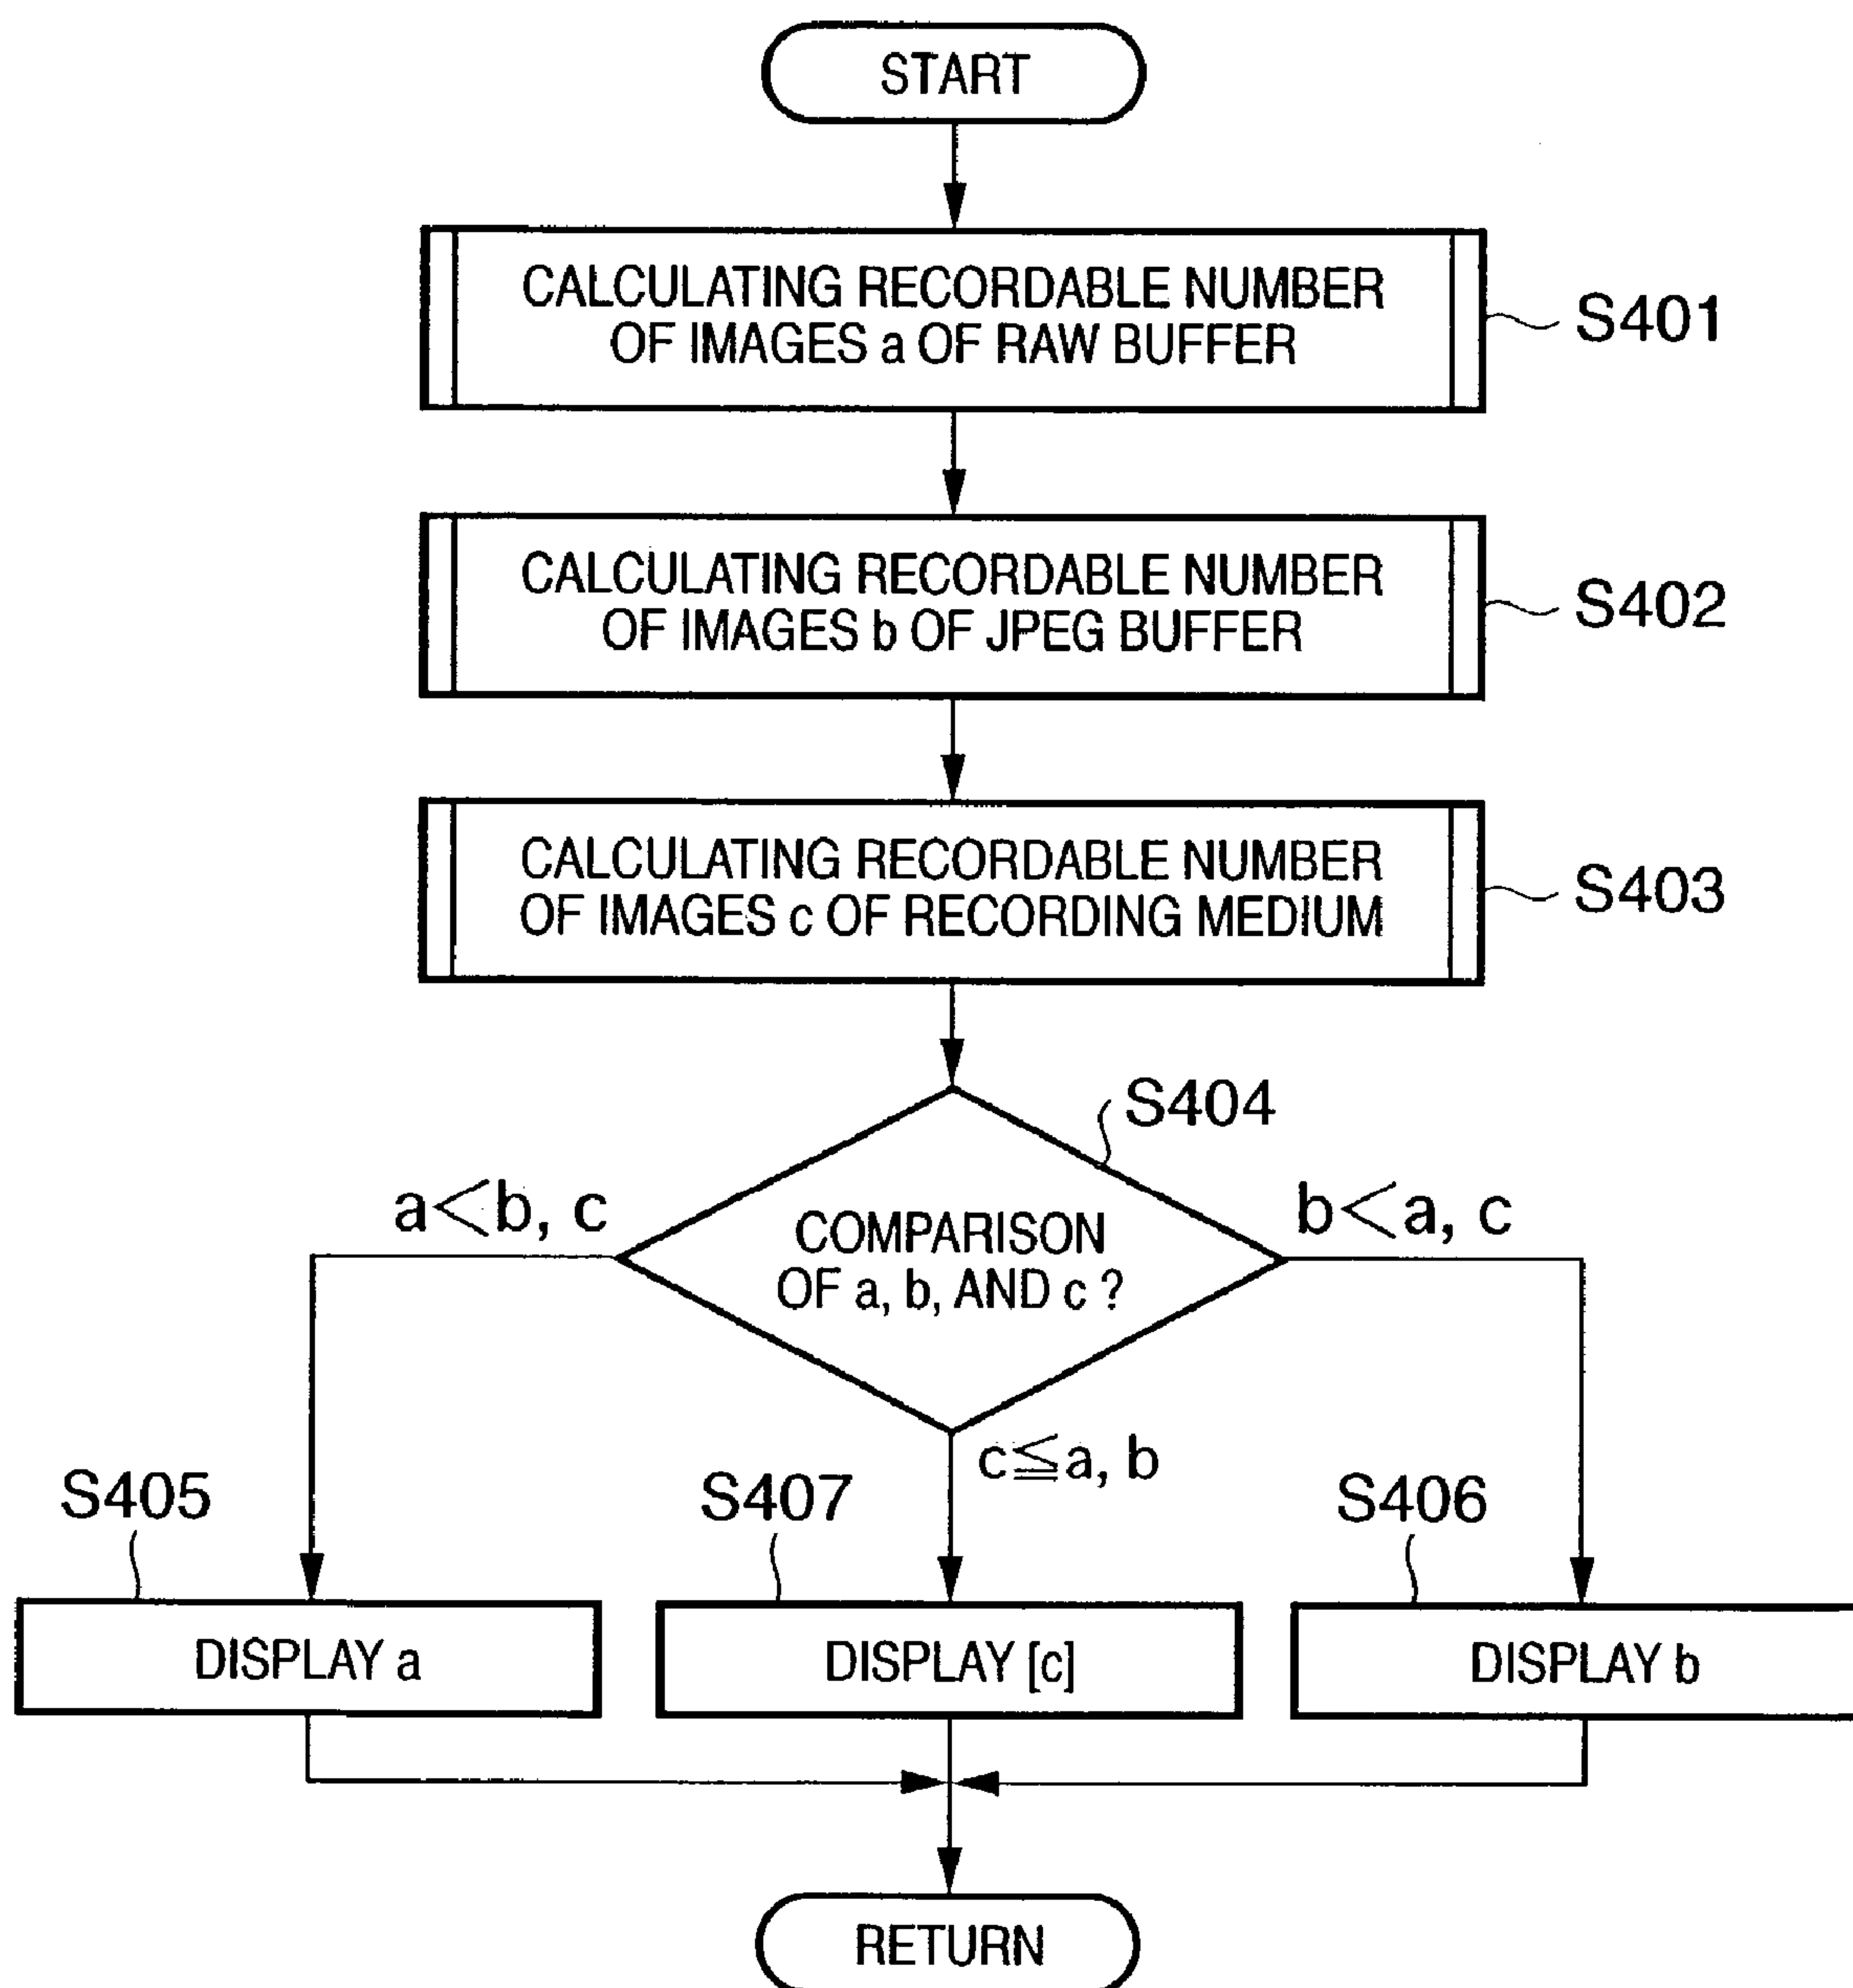 START
CALCULATING RECORDABLE NUMBER
OF IMAGES a OF RAW BUFFER
S401
CALCULATING RECORDABLE NUMBER
OF IMAGES b OF JPEG BUFFER
S402
CALCULATING RECORDABLE NUMBER
OF IMAGES c OF RECORDING MEDIUM
S403
S404
a<b, c
COMPARISON
OF a, b, AND c ?
b<a, c
c≦a, b
S405
S407
S406
DISPLAY a
DISPLAY [c]
DISPLAY b
RETURN